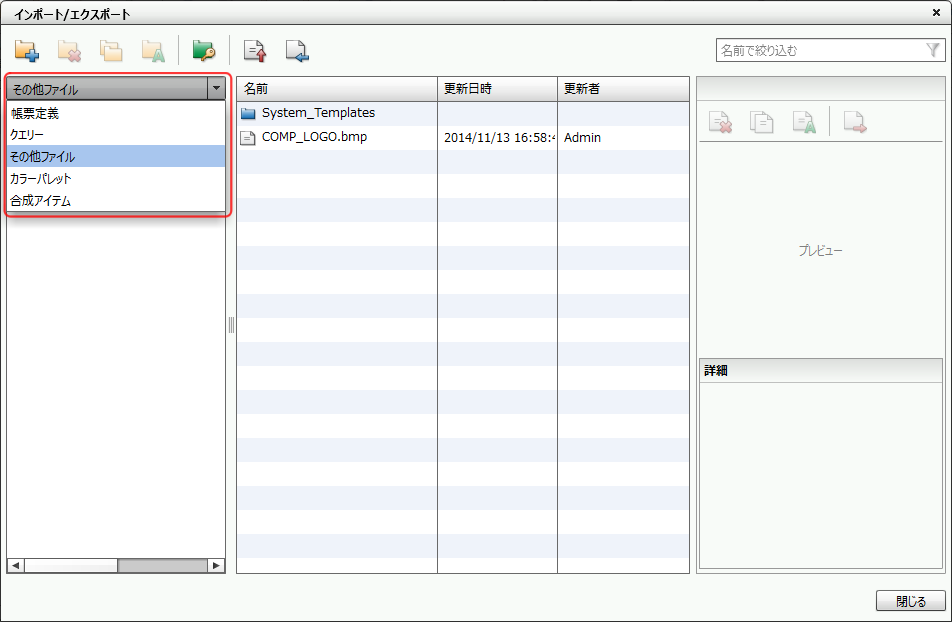 インポート/エクスポート
名前で絞り込む
その他ファイル
帳票定義
クエリー
その他ファイル
カラーパレット
合成アイテム
名前 更新日時 更新者
System_Templates
COMP_LOGO.bmp 2014/11/13 16:58:4 Admin
プレビュー
詳細
閉じる